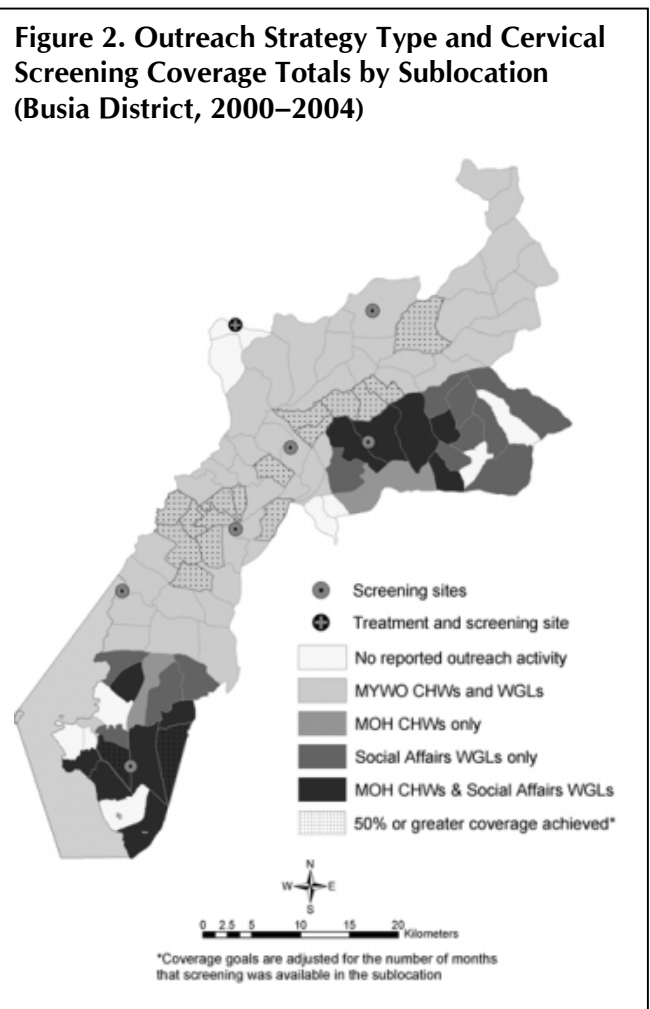 Figure 2. Outreach Strategy Type and Cervical
Screening Coverage Totals by Sublocation
(Busia District, 2000–2004)
Screening sites
Treatment and screening site
No reported outreach activity
MYWO CHWs and WGLs
MOH CHWs only
Social Affairs WGLs only
MOH CHWs & Social Affairs WGLs
50% or greater coverage achieved*
N
W E
S
0 2.5 5 10 15 20
Kilometers
*Coverage goals are adjusted for the number of months
that screening was available in the sublocation